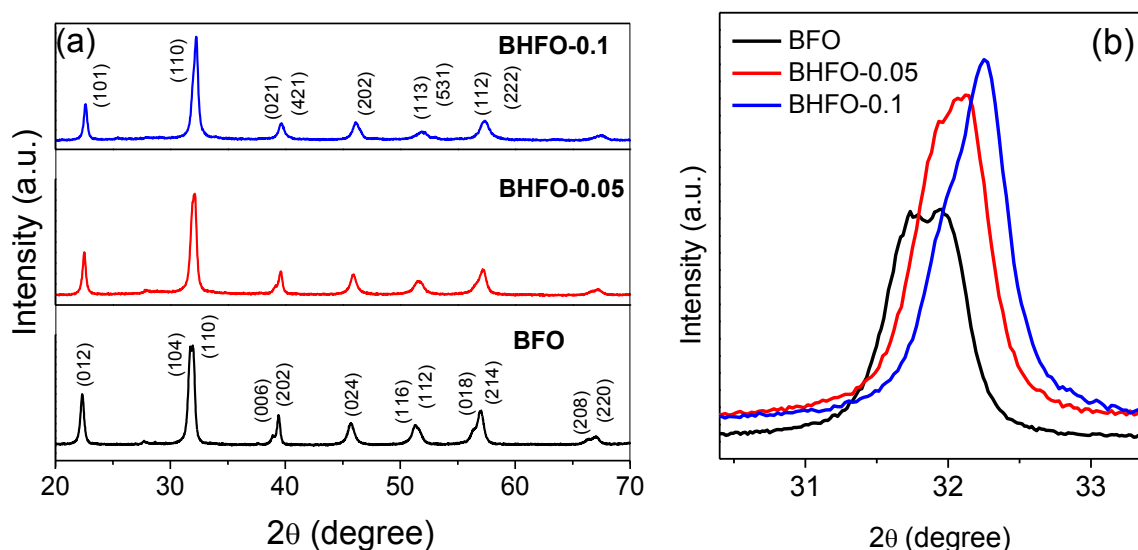 (a)
BHFO-0.1
(101)
(110)
(021)
(421)
(202)
(113)
(531)
(112)
(222)
BHFO-0.05
BFO
(012)
(104)
(110)
(006)
(202)
(024)
(116)
(112)
(018)
(214)
(208)
(220)
Intensity (a.u.)
20 30 40 50 60 70
2θ (degree)
(b)
BFO
BHFO-0.05
BHFO-0.1
Intensity (a.u.)
31 32 33
2θ (degree)